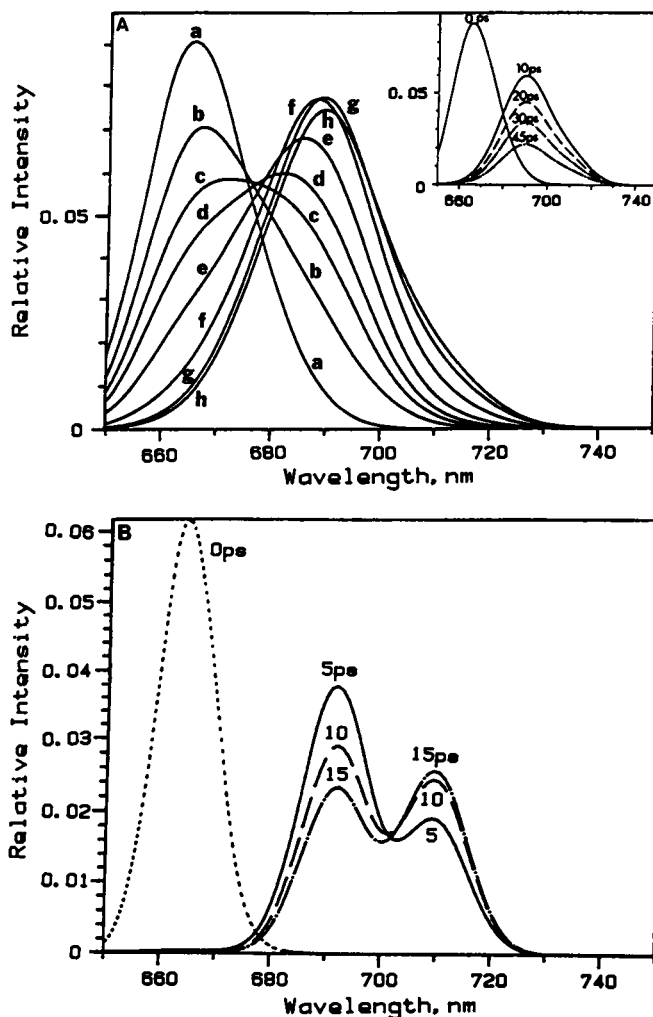 A
a
b
c
d
e
f
g
h
f
g
h
e
d
c
b
a
0.05
0
660
680
700
720
740
Wavelength, nm
Relative Intensity
0 ps
10ps
20ps
30ps
45ps
0.05
0
660
700
740
B
0ps
5ps
10
15
15ps
10
5
0.06
0.05
0.04
0.03
0.02
0.01
0
660
680
700
720
740
Wavelength, nm
Relative Intensity